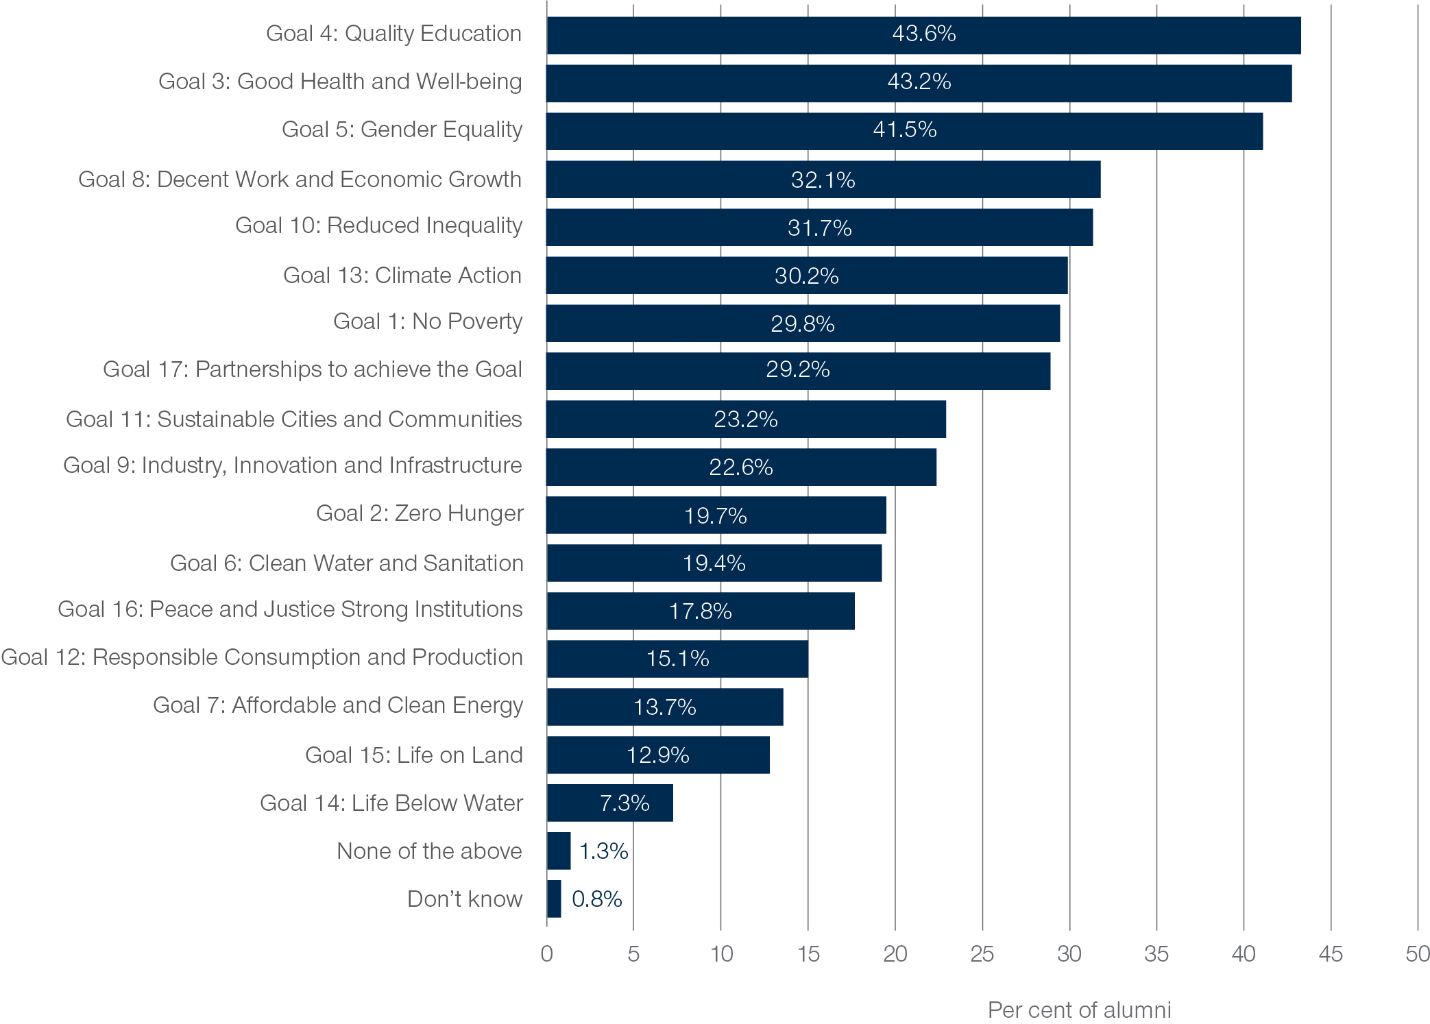 Goal 4: Quality Education 43.6%
Goal 3: Good Health and Well-being 43.2%
Goal 5: Gender Equality 41.5%
Goal 8: Decent Work and Economic Growth 32.1%
Goal 10: Reduced Inequality 31.7%
Goal 13: Climate Action 30.2%
Goal 1: No Poverty 29.8%
Goal 17: Partnerships to achieve the Goal 29.2%
Goal 11: Sustainable Cities and Communities 23.2%
Goal 9: Industry, Innovation and Infrastructure 22.6%
Goal 2: Zero Hunger 19.7%
Goal 6: Clean Water and Sanitation 19.4%
Goal 16: Peace and Justice Strong Institutions 17.8%
Goal 12: Responsible Consumption and Production 15.1%
Goal 7: Affordable and Clean Energy 13.7%
Goal 15: Life on Land 12.9%
Goal 14: Life Below Water 7.3%
None of the above 1.3%
Don’t know 0.8%
0 5 10 15 20 25 30 35 40 45 50
Per cent of alumni